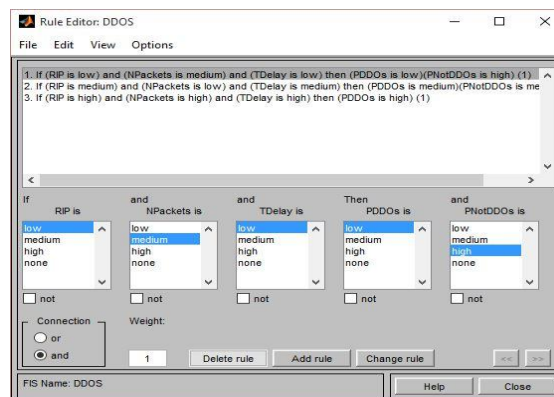 Rule Editor: DDOS
File Edit View Options
1. If (RIP is low) and (NPackets is medium) and (TDelay is low) then (PDDOs is low)(PNotDDOs is high) (1)
2. If (RIP is medium) and (NPackets is low) and (TDelay is medium) then (PDDOs is medium)(PNotDDOs is me
3. If (RIP is high) and (NPackets is high) and (TDelay is high) then (PDDOs is high) (1)
If and and Then and
RIP is NPackets is TDelay is PDDOs is PNotDDOs is
low low low low low
medium medium medium medium medium
high high high high high
none none none none none
not not not not not
Connection Weight:
or
and 1 Delete rule Add rule Change rule << >>
FIS Name: DDOS Help Close